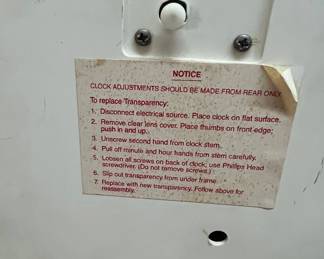 NOTICE
CLOCK ADJUSTMENTS SHOULD BE MADE FROM REAR ONLY
To replace Transparency:
1. Disconnect electrical source. Place clock on flat surface.
2. Remove clear lens cover. Place thumbs on front edge;
push in and up.
3. Unscrew second hand from clock stem.
4. Pull off minute and hour hands from stem carefully.
5. Loosen all screws on back of clock, use Phillips Head
screwdriver. (Do not remove screws.)
6. Slip out transparency from under frame.
7. Replace with new transparency. Follow above for
reassembly.